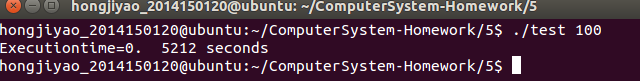 hongjiyao_2014150120@ubuntu: ~/ComputerSystem-Homework/5
hongjiyao_2014150120@ubuntu:~/ComputerSystem-Homework/5$ ./test 100
Executiontime=0.  5212 seconds
hongjiyao_2014150120@ubuntu:~/ComputerSystem-Homework/5$